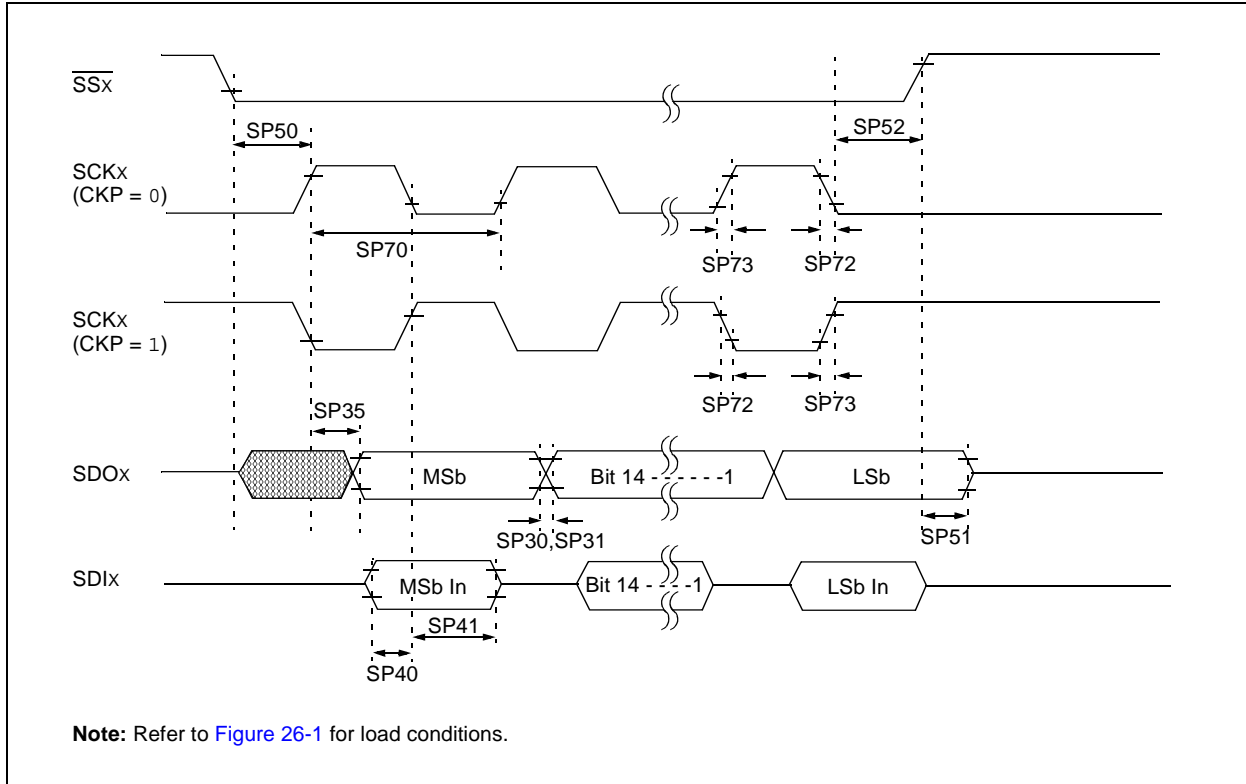 SSX
SP50
SP52
SCKX
(CKP = 0)
SP70
SP73
SP72
SCKX
(CKP = 1)
SP35
SP72
SP73
SDOX
MSb
Bit 14 - - - - - -1
LSb
SP30,SP31
SP51
SDIX
MSb In
Bit 14 - - - -1
LSb In
SP41
SP40
Note: Refer to Figure 26-1 for load conditions.